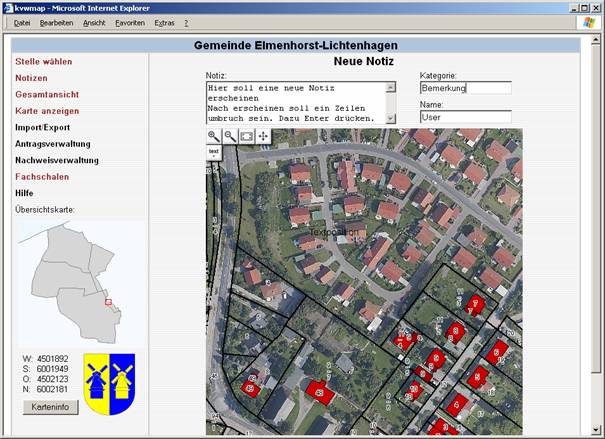 kvwmap - Microsoft Internet Explorer
Datei Bearbeiten Ansicht Favoriten Extras ?
Gemeinde Elmenhorst-Lichtenhagen
Stelle wählen
Notizen
Gesamtansicht
Karte anzeigen
Import/Export
Antragsverwaltung
Nachweisverwaltung
Fachschalen
Hilfe
Übersichtskarte:
W: 4501892
S: 6001949
O: 4502123
N: 6002181
Karteninfo
Neue Notiz
Notiz:
Hier soll eine neue Notiz
erscheinen
Nach erscheinen soll ein Zeilen
umbruch sein. Dazu Enter drücken.
Kategorie:
Bemerkung
Name:
User
text
Textposition